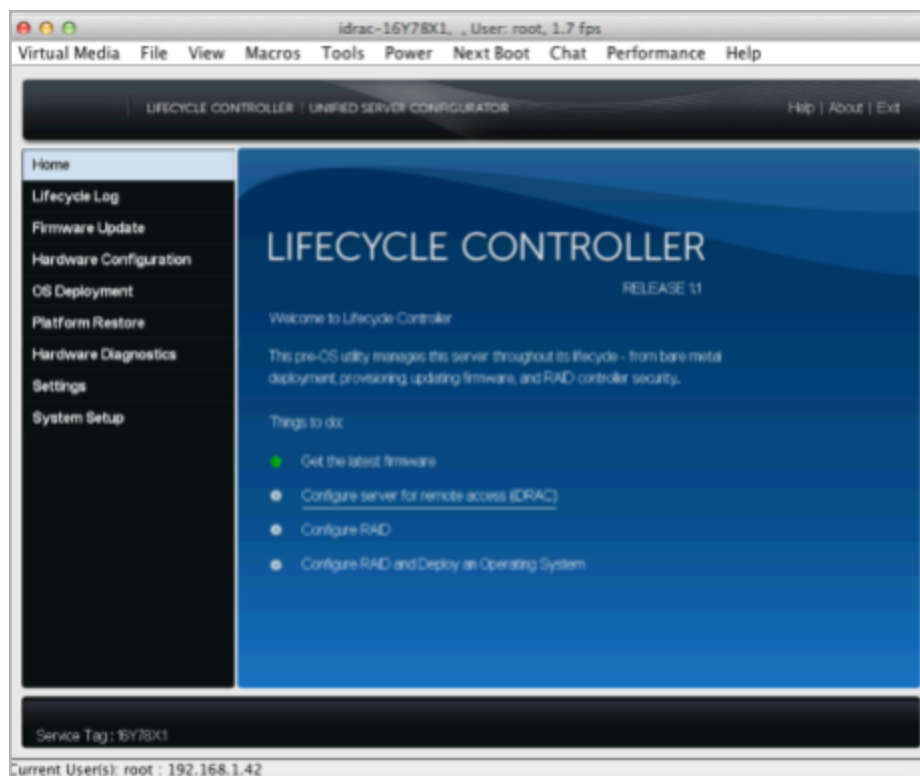 idrac-16Y78X1, , User: root, 1.7 fps
Virtual Media File View Macros Tools Power Next Boot Chat Performance Help
LIFECYCLE CONTROLLER | UNIFIED SERVER CONFIGURATOR Help | About | Exit
Home
Lifecycle Log
Firmware Update
Hardware Configuration
OS Deployment
Platform Restore
Hardware Diagnostics
Settings
System Setup
LIFECYCLE CONTROLLER
RELEASE 1.1
Welcome to Lifecycle Controller
This pre-OS utility manages this server throughout its lifecycle - from bare metal
deployment, provisioning, updating firmware, and RAID controller security.
Things to do:
Get the latest firmware
Configure server for remote access (iDRAC)
Configure RAID
Configure RAID and Deploy an Operating System
Service Tag : 16Y78X1
Current User(s): root : 192.168.1.42